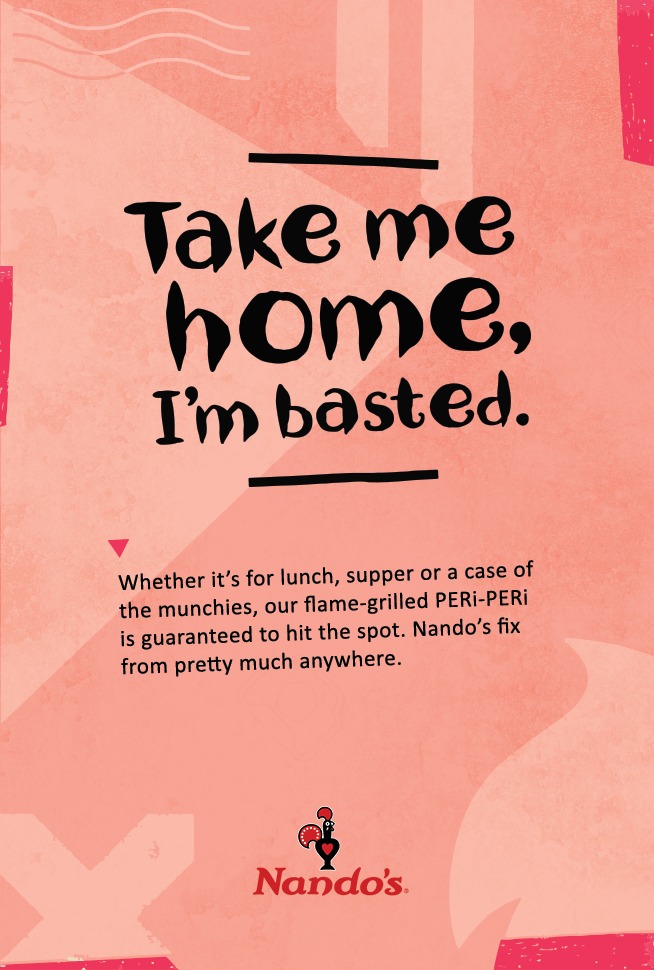 Take me
home,
I'm basted.
Whether it's for lunch, supper or a case of
the munchies, our flame-grilled PERi-PERi
is guaranteed to hit the spot. Nando's fix
from pretty much anywhere.
Nando's®